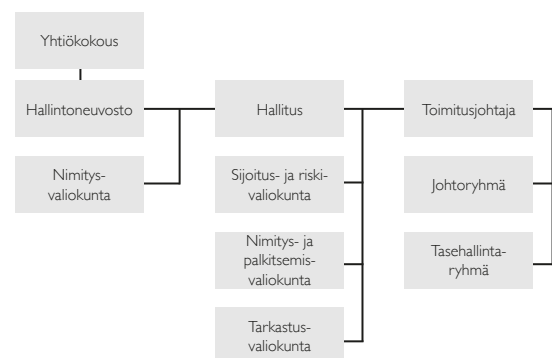 Yhtiökokous
Hallintoneuvosto
Hallitus
Toimitusjohtaja
Nimitys-
valiokunta
Sijoitus- ja riski-
valiokunta
Johtoryhmä
Nimitys- ja
palkitsemis-
valiokunta
Tasehallinta-
ryhmä
Tarkastus-
valiokunta